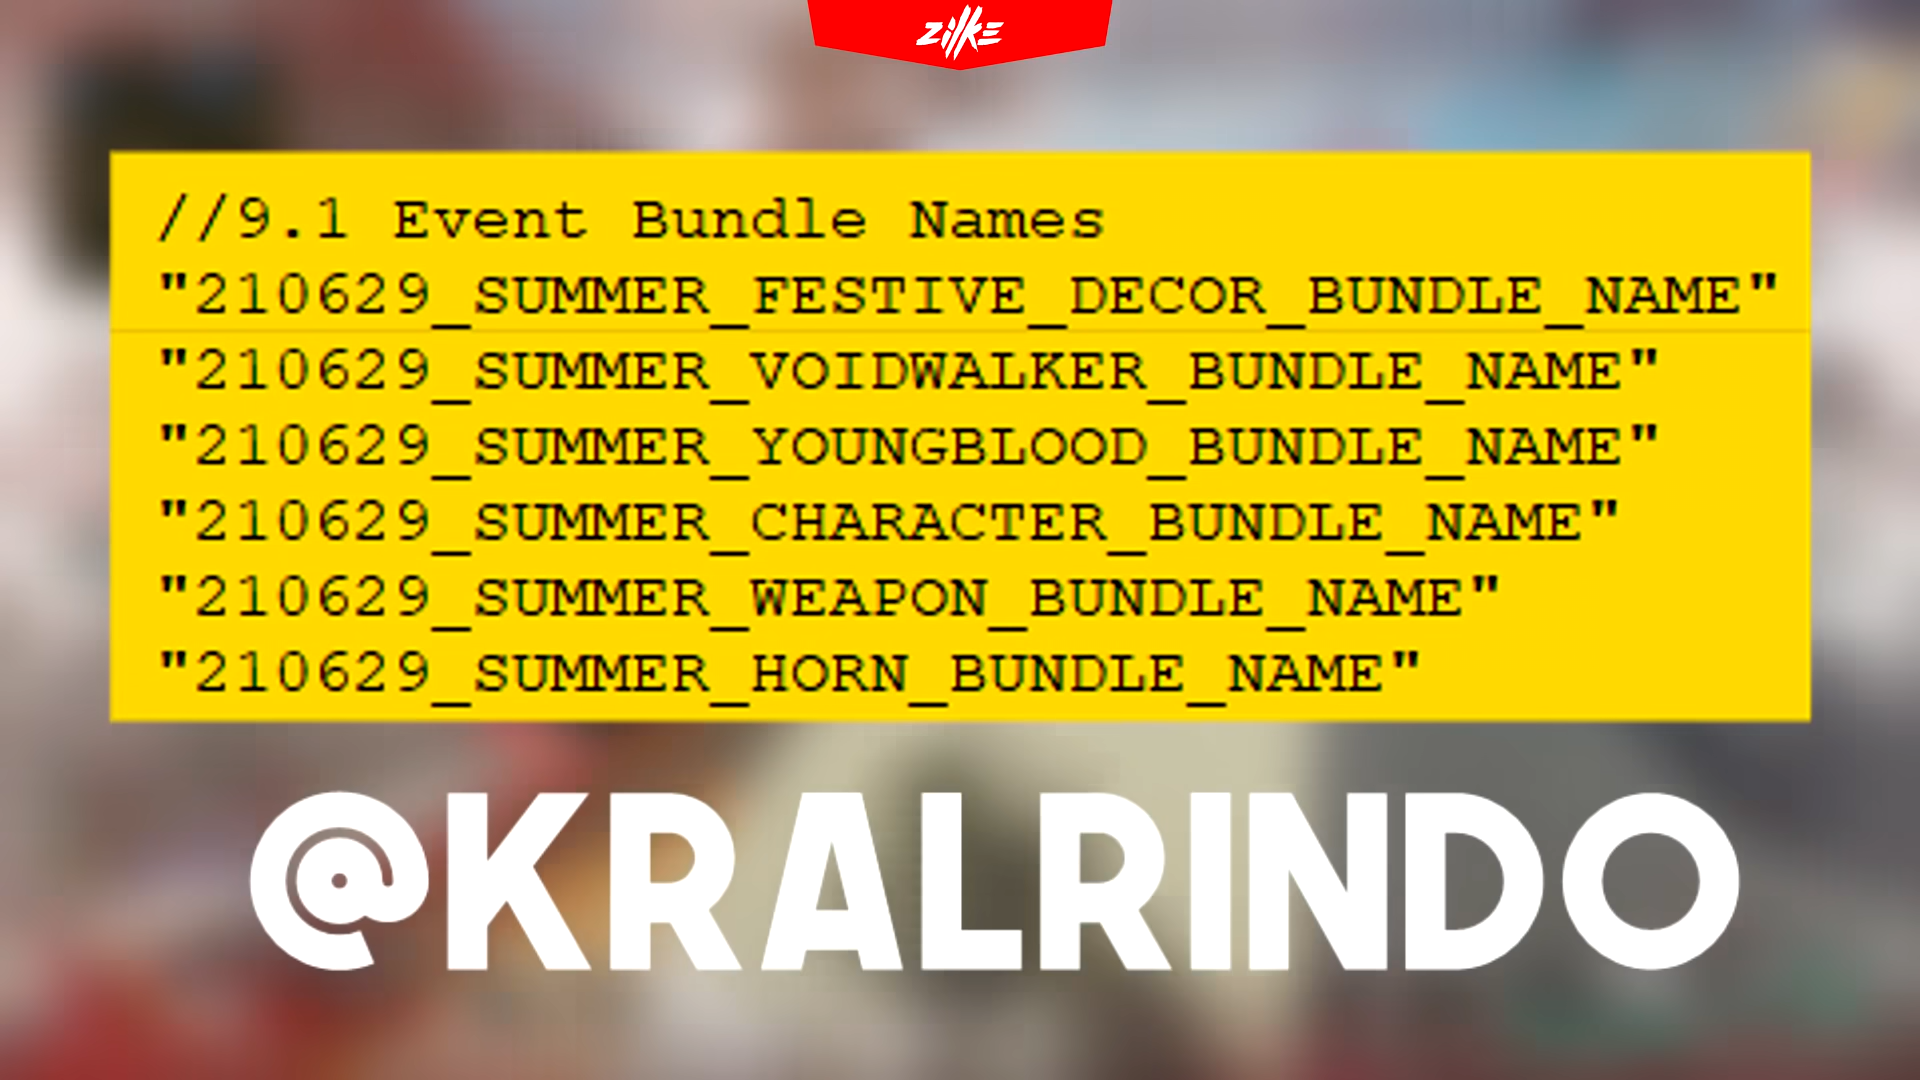 ZILKE
//9.1 Event Bundle Names
"210629_SUMMER_FESTIVE_DECOR_BUNDLE_NAME"
"210629_SUMMER_VOIDWALKER_BUNDLE_NAME"
"210629_SUMMER_YOUNGBLOOD_BUNDLE_NAME"
"210629_SUMMER_CHARACTER_BUNDLE_NAME"
"210629_SUMMER_WEAPON_BUNDLE_NAME"
"210629_SUMMER_HORN_BUNDLE_NAME"
@KRALRINDO